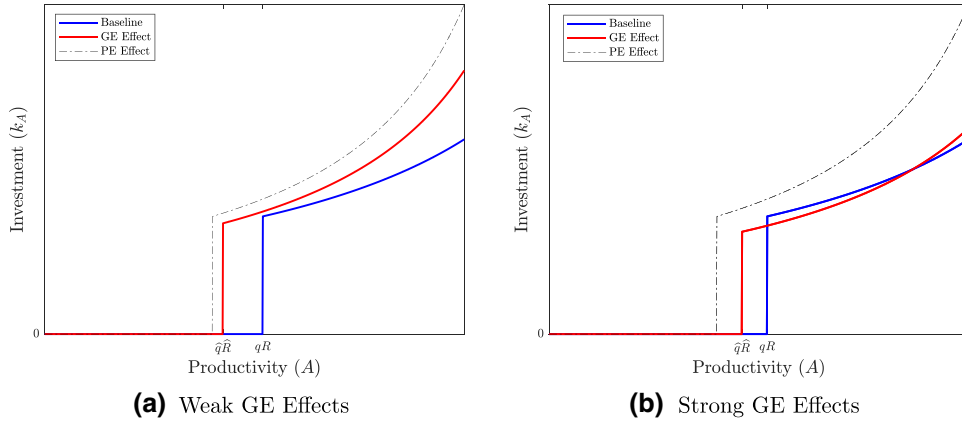 Baseline
GE Effect
PE Effect
Investment (k_A)
0
q̂R̂
qR
Productivity (A)
(a) Weak GE Effects
Baseline
GE Effect
PE Effect
Investment (k_A)
0
q̂R̂
qR
Productivity (A)
(b) Strong GE Effects